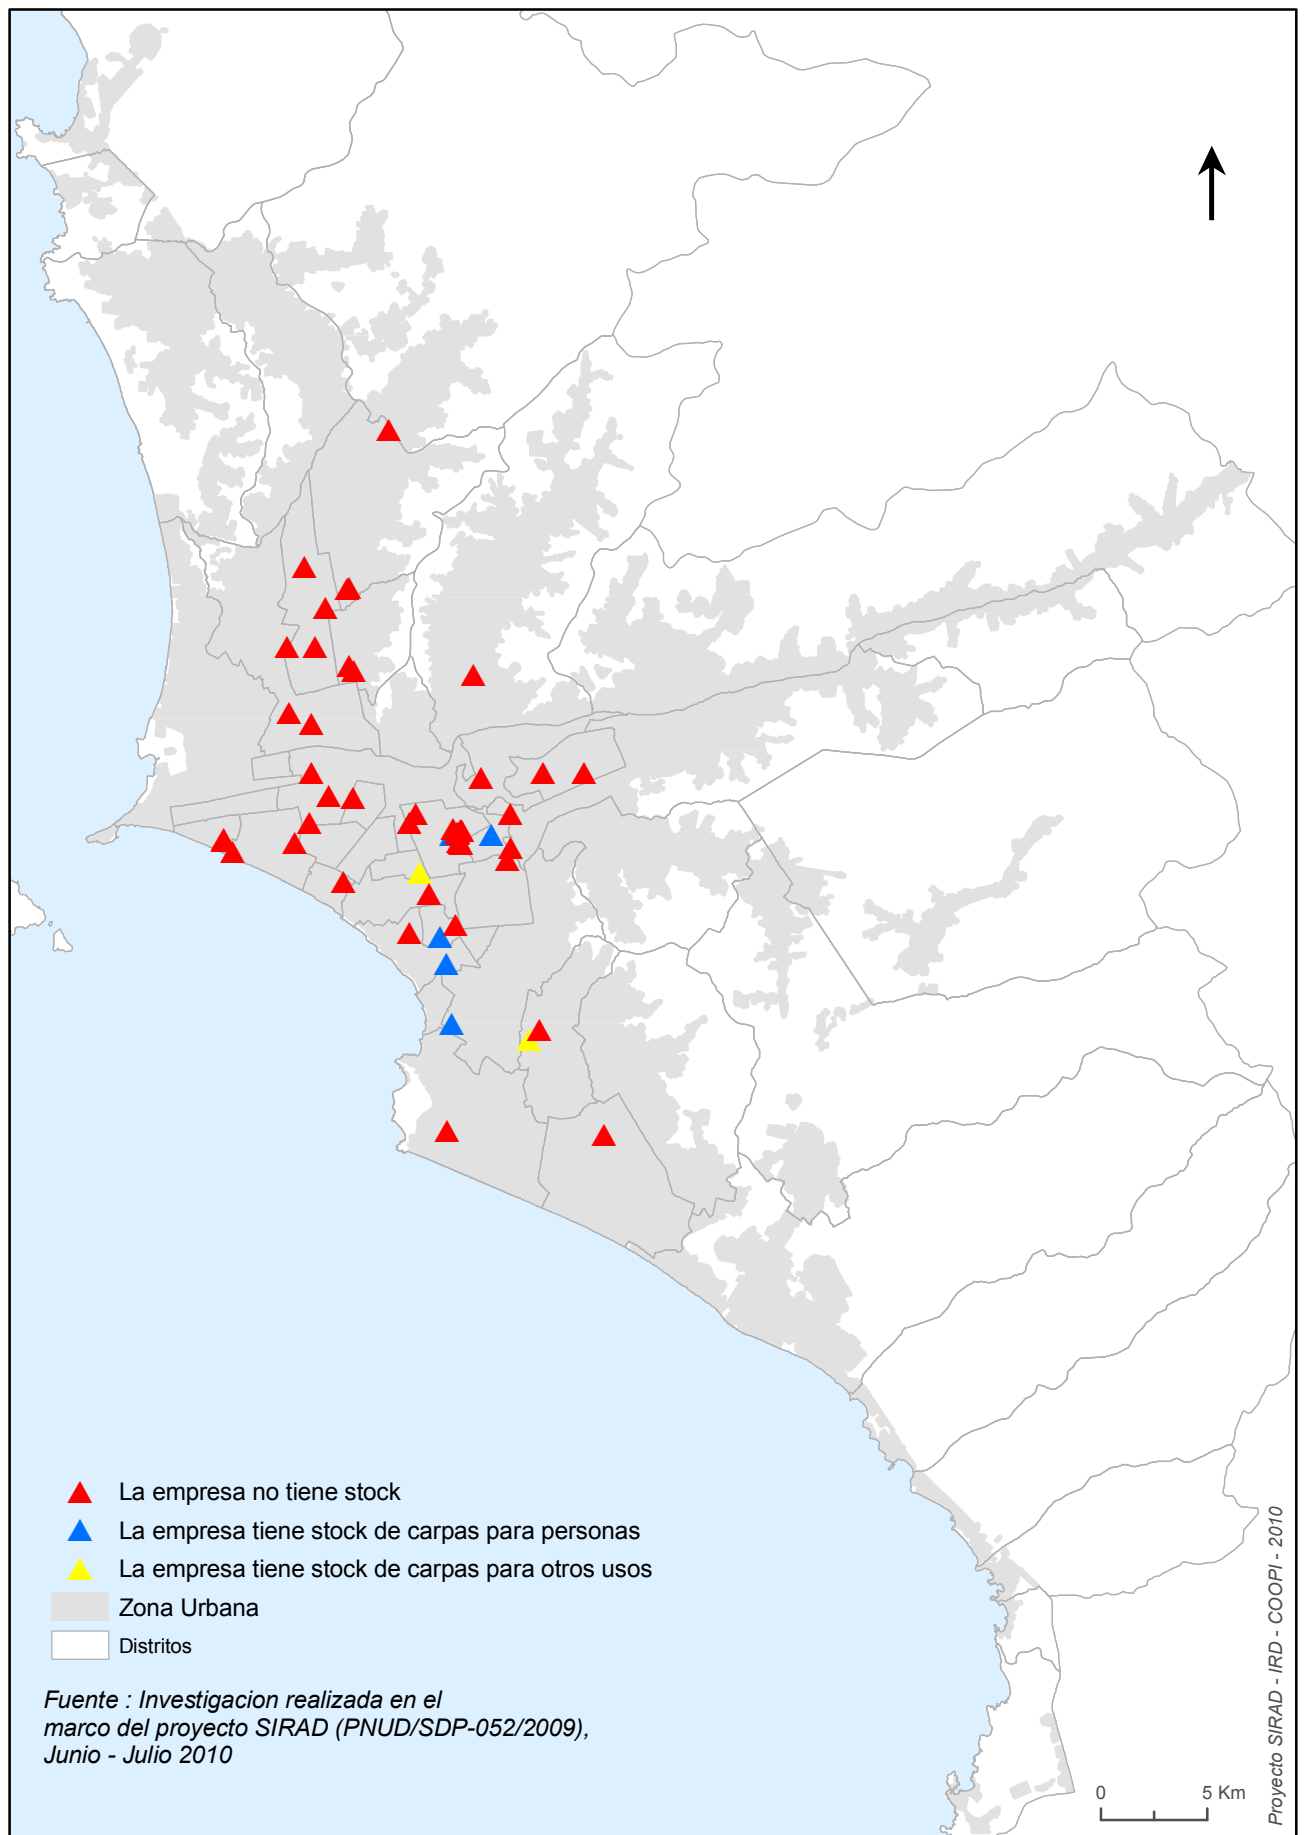 La empresa no tiene stock
La empresa tiene stock de carpas para personas
La empresa tiene stock de carpas para otros usos
Zona Urbana
Distritos
Fuente : Investigacion realizada en el
marco del proyecto SIRAD (PNUD/SDP-052/2009),
Junio - Julio 2010
0 5 Km
Proyecto SIRAD - IRD - COOPI - 2010